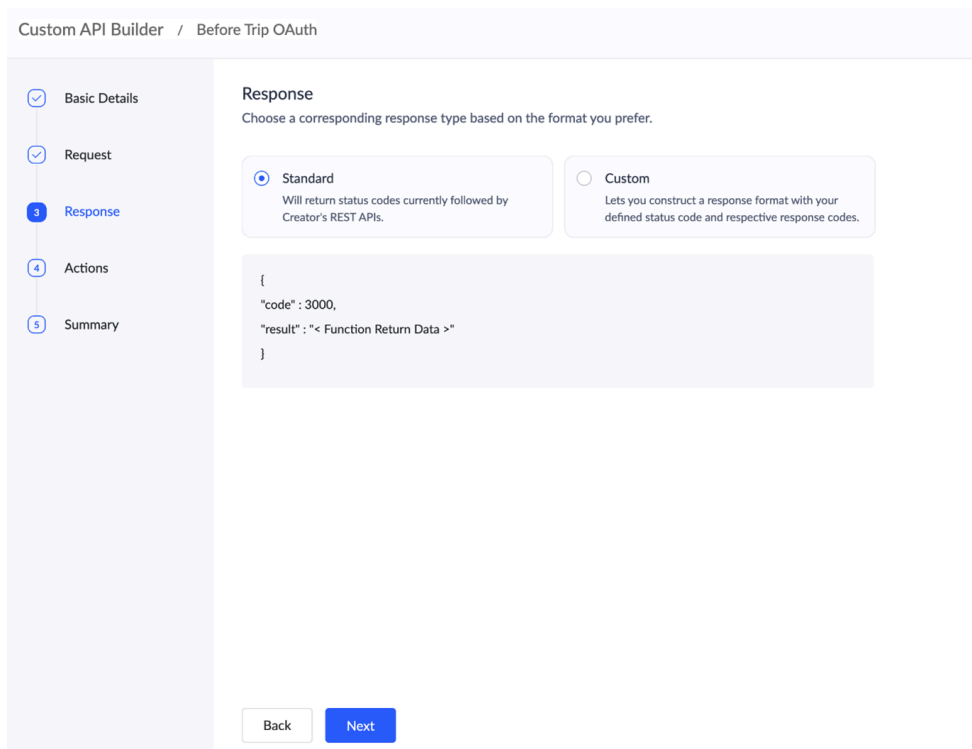 Custom API Builder / Before Trip OAuth
Basic Details
Request
3 Response
4 Actions
5 Summary
Response
Choose a corresponding response type based on the format you prefer.
Standard
Will return status codes currently followed by
Creator's REST APIs.
Custom
Lets you construct a response format with your
defined status code and respective response codes.
{
"code" : 3000,
"result" : "< Function Return Data >"
}
Back
Next